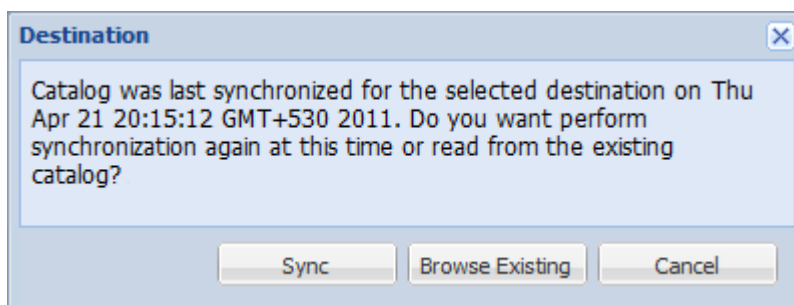 Destination
Catalog was last synchronized for the selected destination on Thu
Apr 21 20:15:12 GMT+530 2011. Do you want perform
synchronization again at this time or read from the existing
catalog?
Sync Browse Existing Cancel